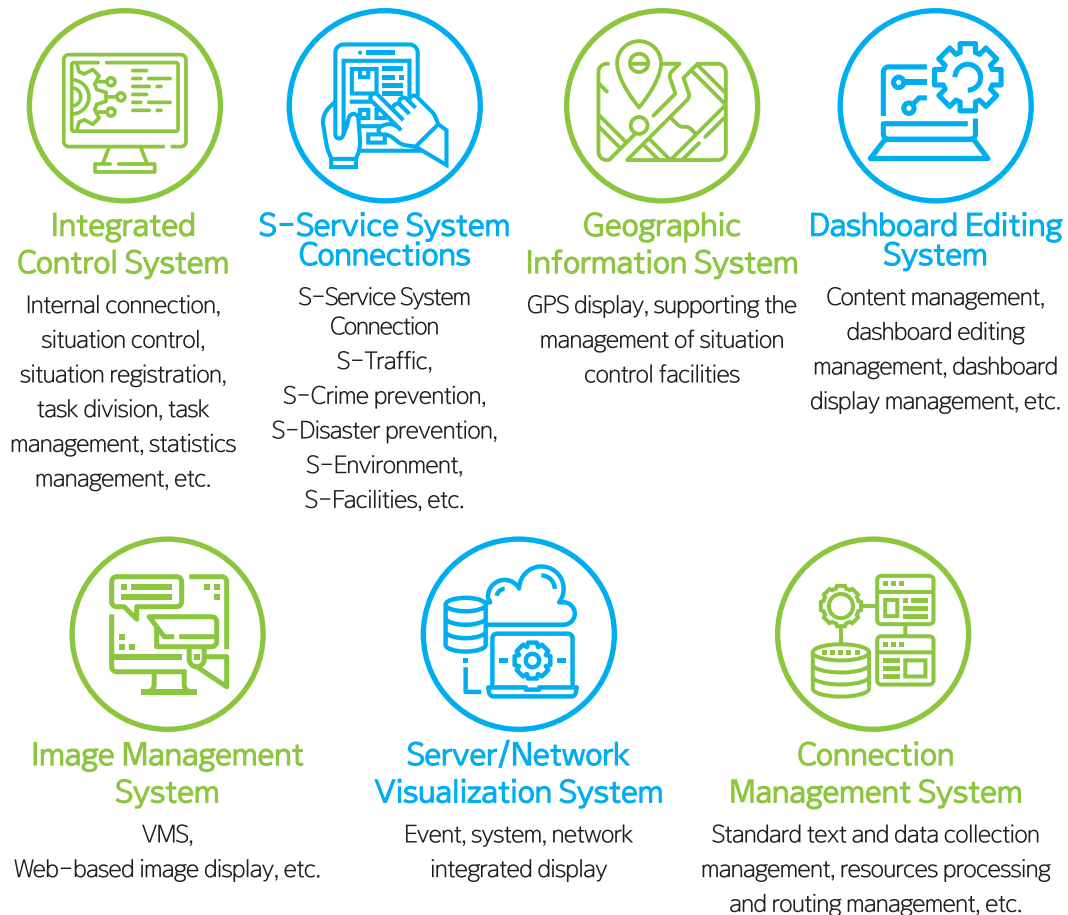 Integrated
Control System
Internal connection,
situation control,
situation registration,
task division, task
management, statistics
management, etc.
S-Service System
Connections
S-Service System
Connection
S-Traffic,
S-Crime prevention,
S-Disaster prevention,
S-Environment,
S-Facilities, etc.
Geographic
Information System
GPS display, supporting the
management of situation
control facilities
Dashboard Editing
System
Content management,
dashboard editing
management, dashboard
display management, etc.
Image Management
System
VMS,
Web-based image display, etc.
Server/Network
Visualization System
Event, system, network
integrated display
Connection
Management System
Standard text and data collection
management, resources processing
and routing management, etc.